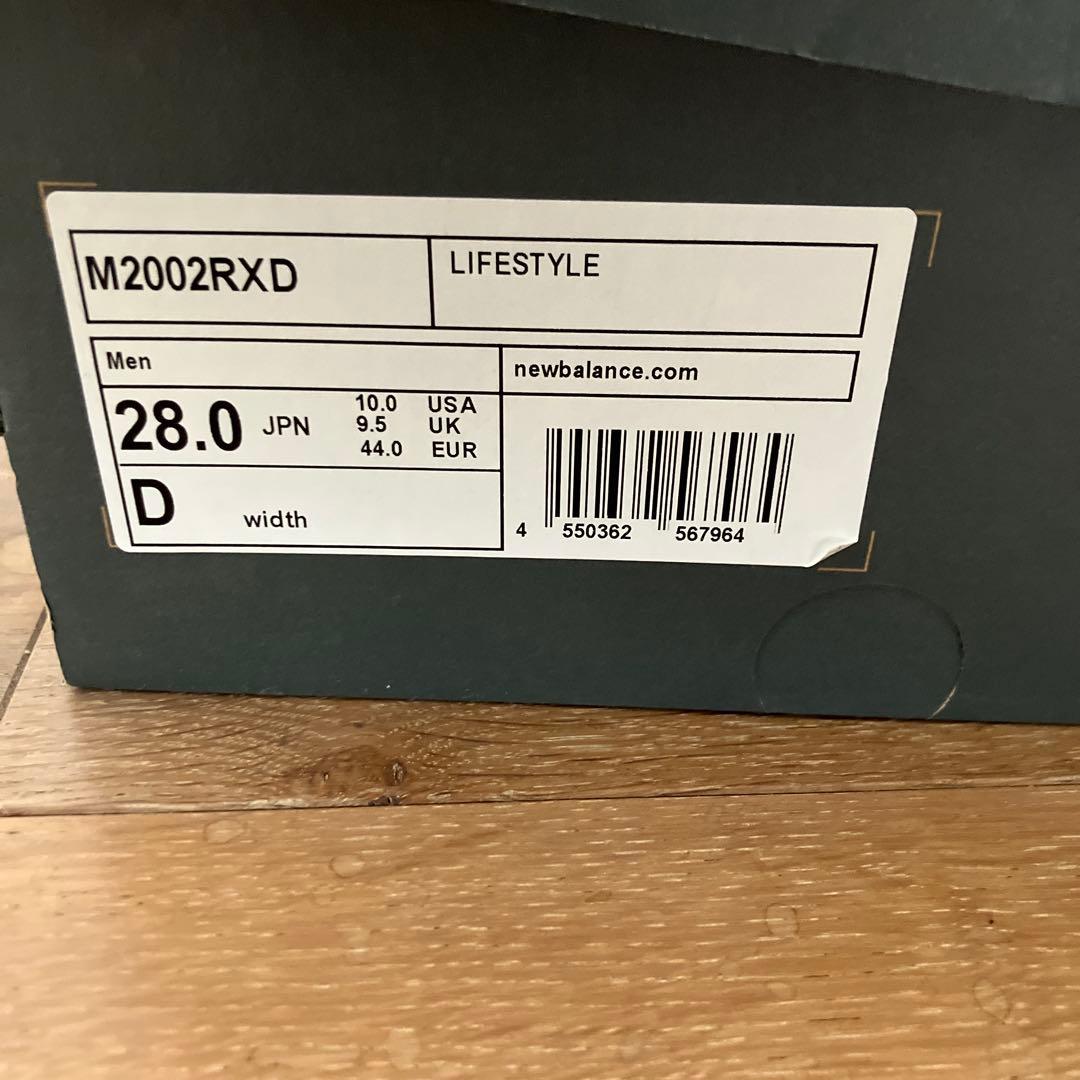 M2002RXD
LIFESTYLE
Men
newbalance.com
28.0 JPN
10.0 USA
9.5 UK
44.0 EUR
D width
4 550362 567964